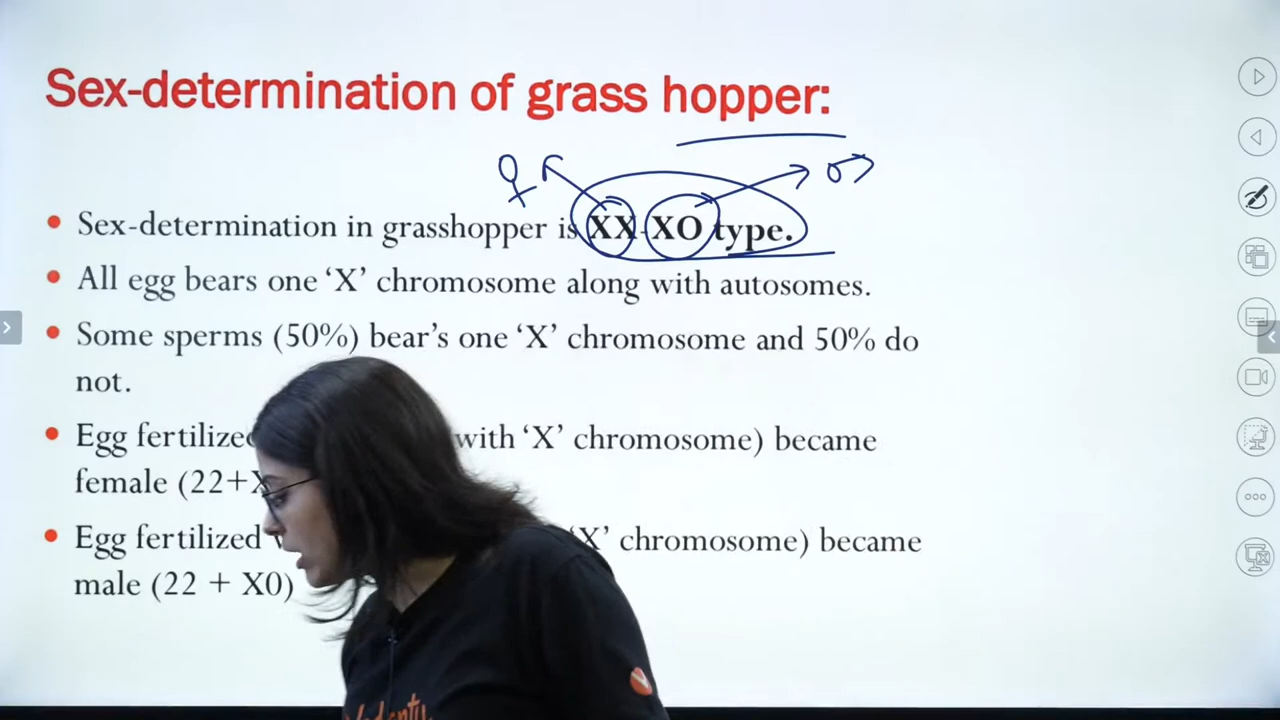 Sex-determination of grass hopper:
♀ ♂
• Sex-determination in grasshopper is XX-XO type.
• All egg bears one ‘X’ chromosome along with autosomes.
• Some sperms (50%) bear’s one ‘X’ chromosome and 50% do
not.
• Egg with ‘X’ chromosome) became
female (22+
• Egg fertilized ‘X’ chromosome) became
male (22 + X0)